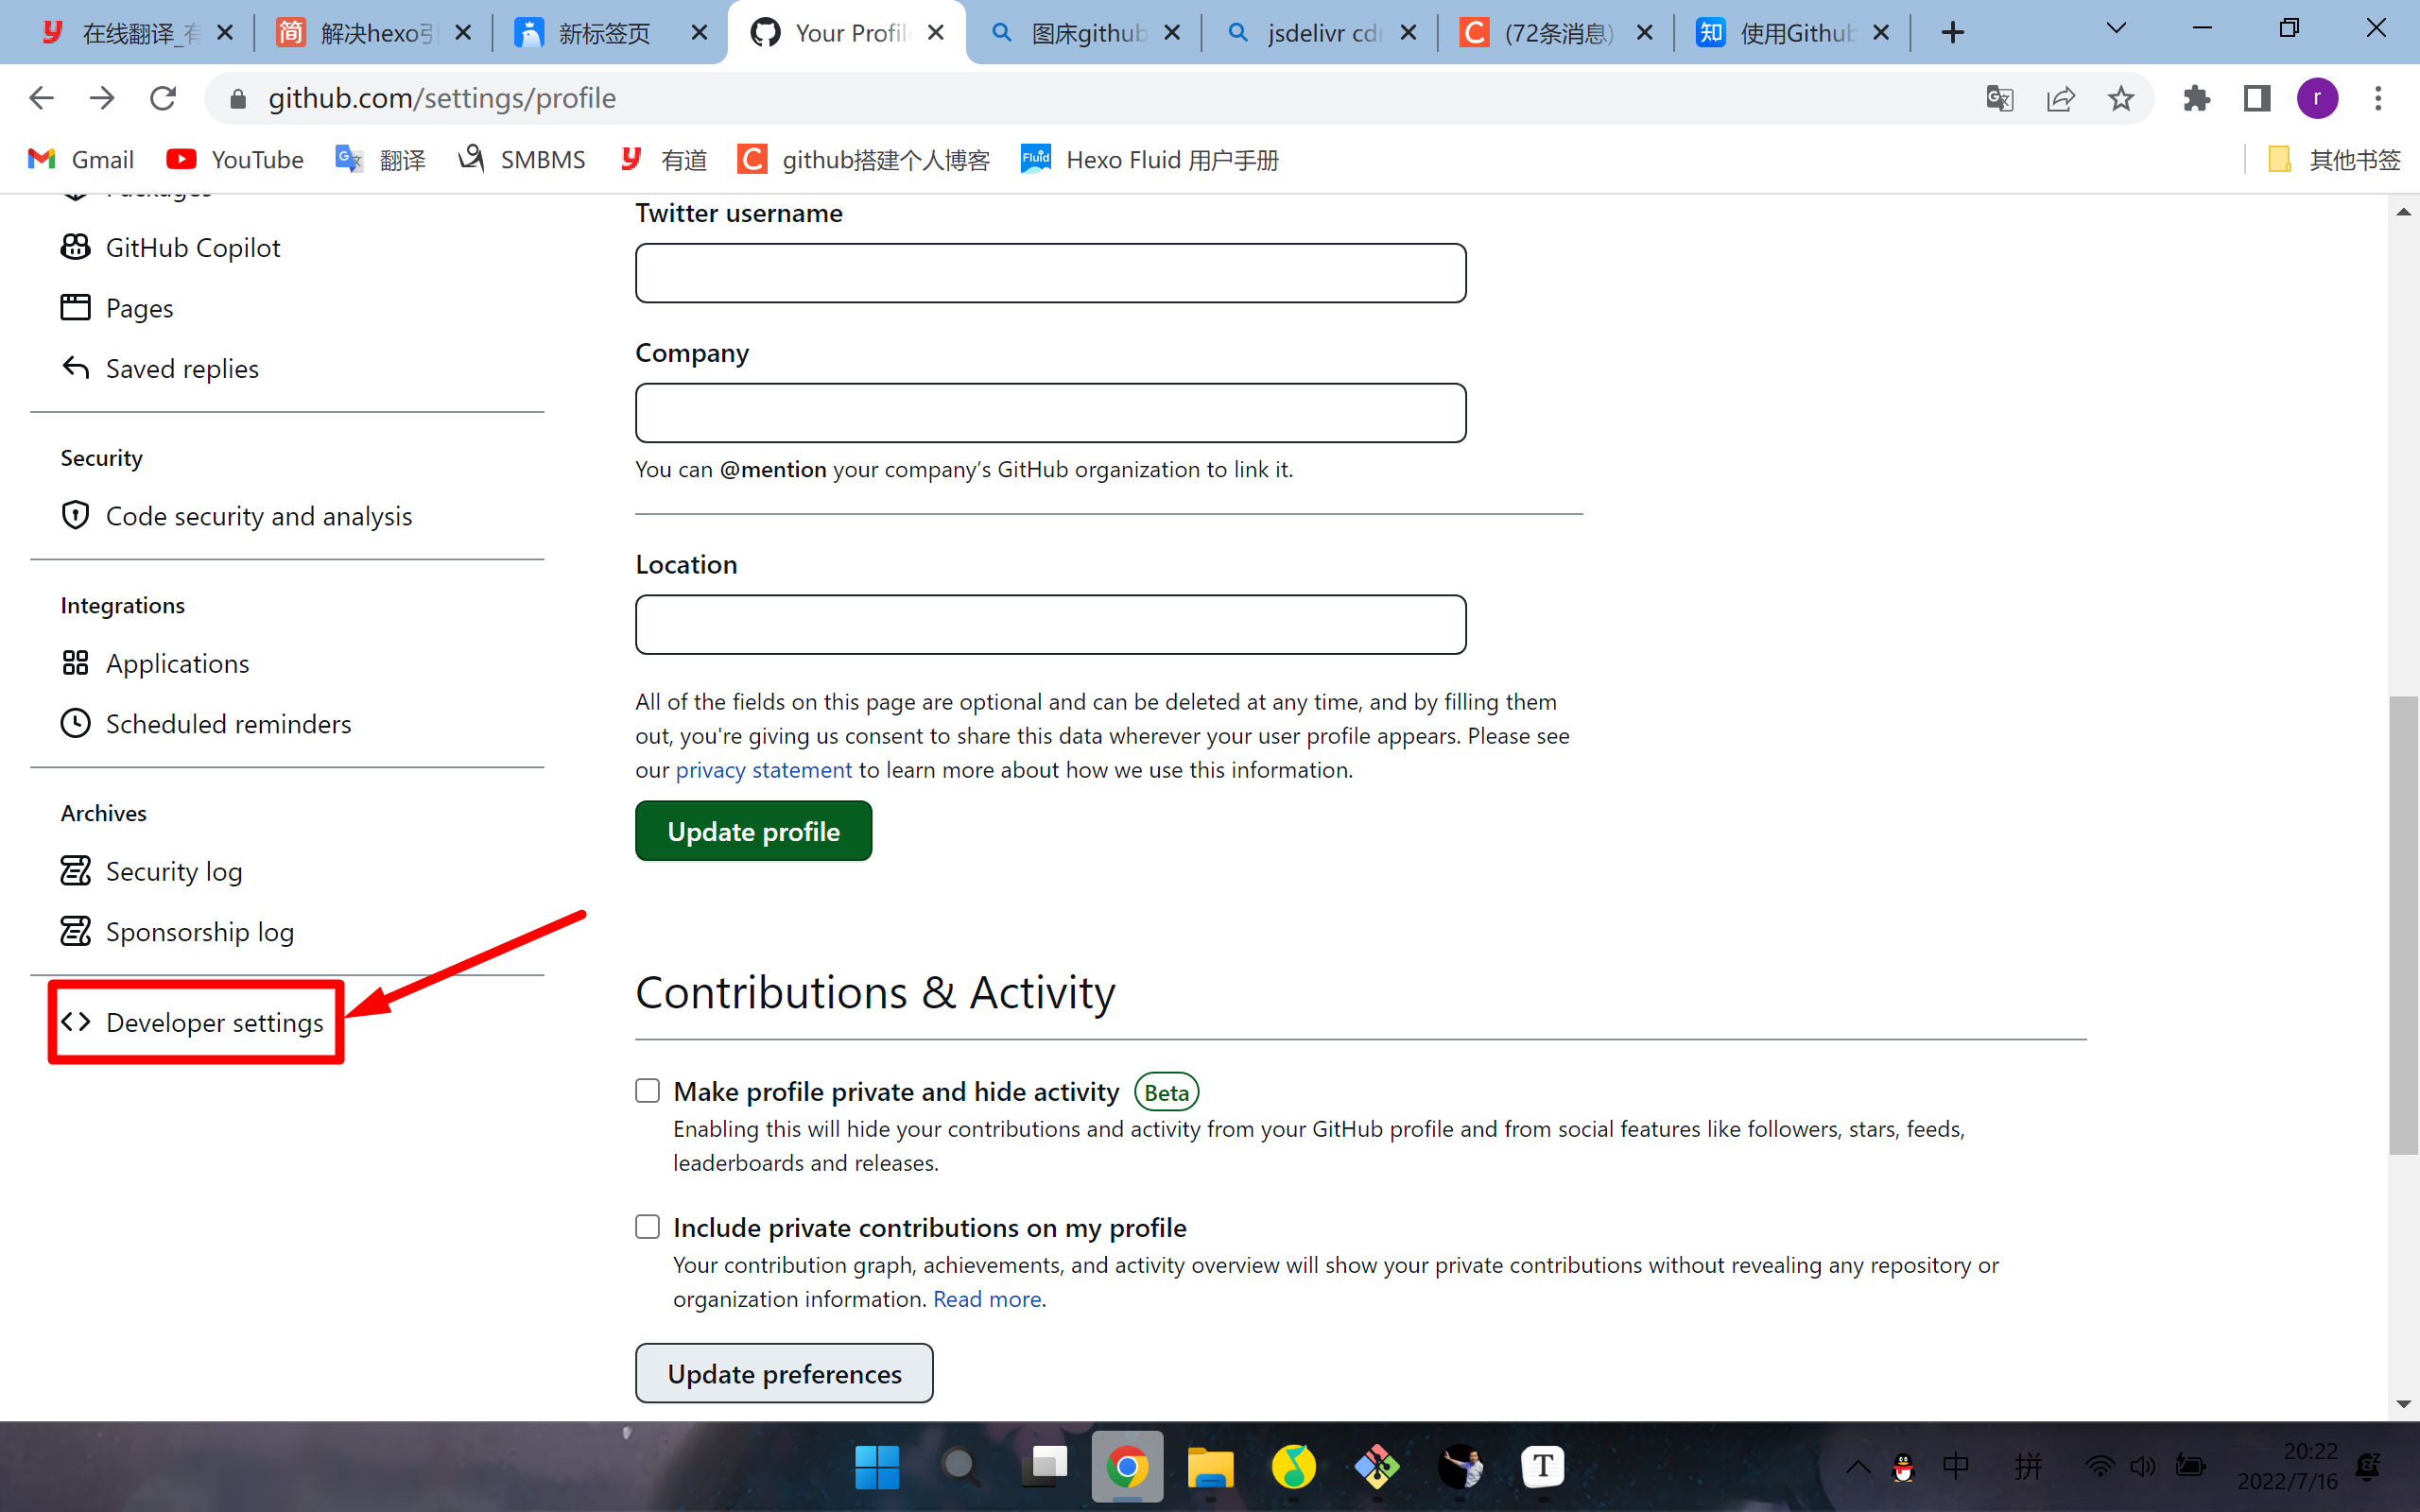 在线翻译_有
解决hexo引
新标签页
Your Profil
图床github
jsdelivr cdn
(72条消息)
使用Github
github.com/settings/profile
r
Gmail
YouTube
翻译
SMBMS
有道
github搭建个人博客
Hexo Fluid 用户手册
其他书签
Packages
GitHub Copilot
Pages
Saved replies
Security
Code security and analysis
Integrations
Applications
Scheduled reminders
Archives
Security log
Sponsorship log
Developer settings
Twitter username
Company
You can @mention your company's GitHub organization to link it.
Location
All of the fields on this page are optional and can be deleted at any time, and by filling them
out, you're giving us consent to share this data wherever your user profile appears. Please see
our privacy statement to learn more about how we use this information.
Update profile
Contributions & Activity
Make profile private and hide activity Beta
Enabling this will hide your contributions and activity from your GitHub profile and from social features like followers, stars, feeds,
leaderboards and releases.
Include private contributions on my profile
Your contribution graph, achievements, and activity overview will show your private contributions without revealing any repository or
organization information. Read more.
Update preferences
中
拼
20:22
2022/7/16